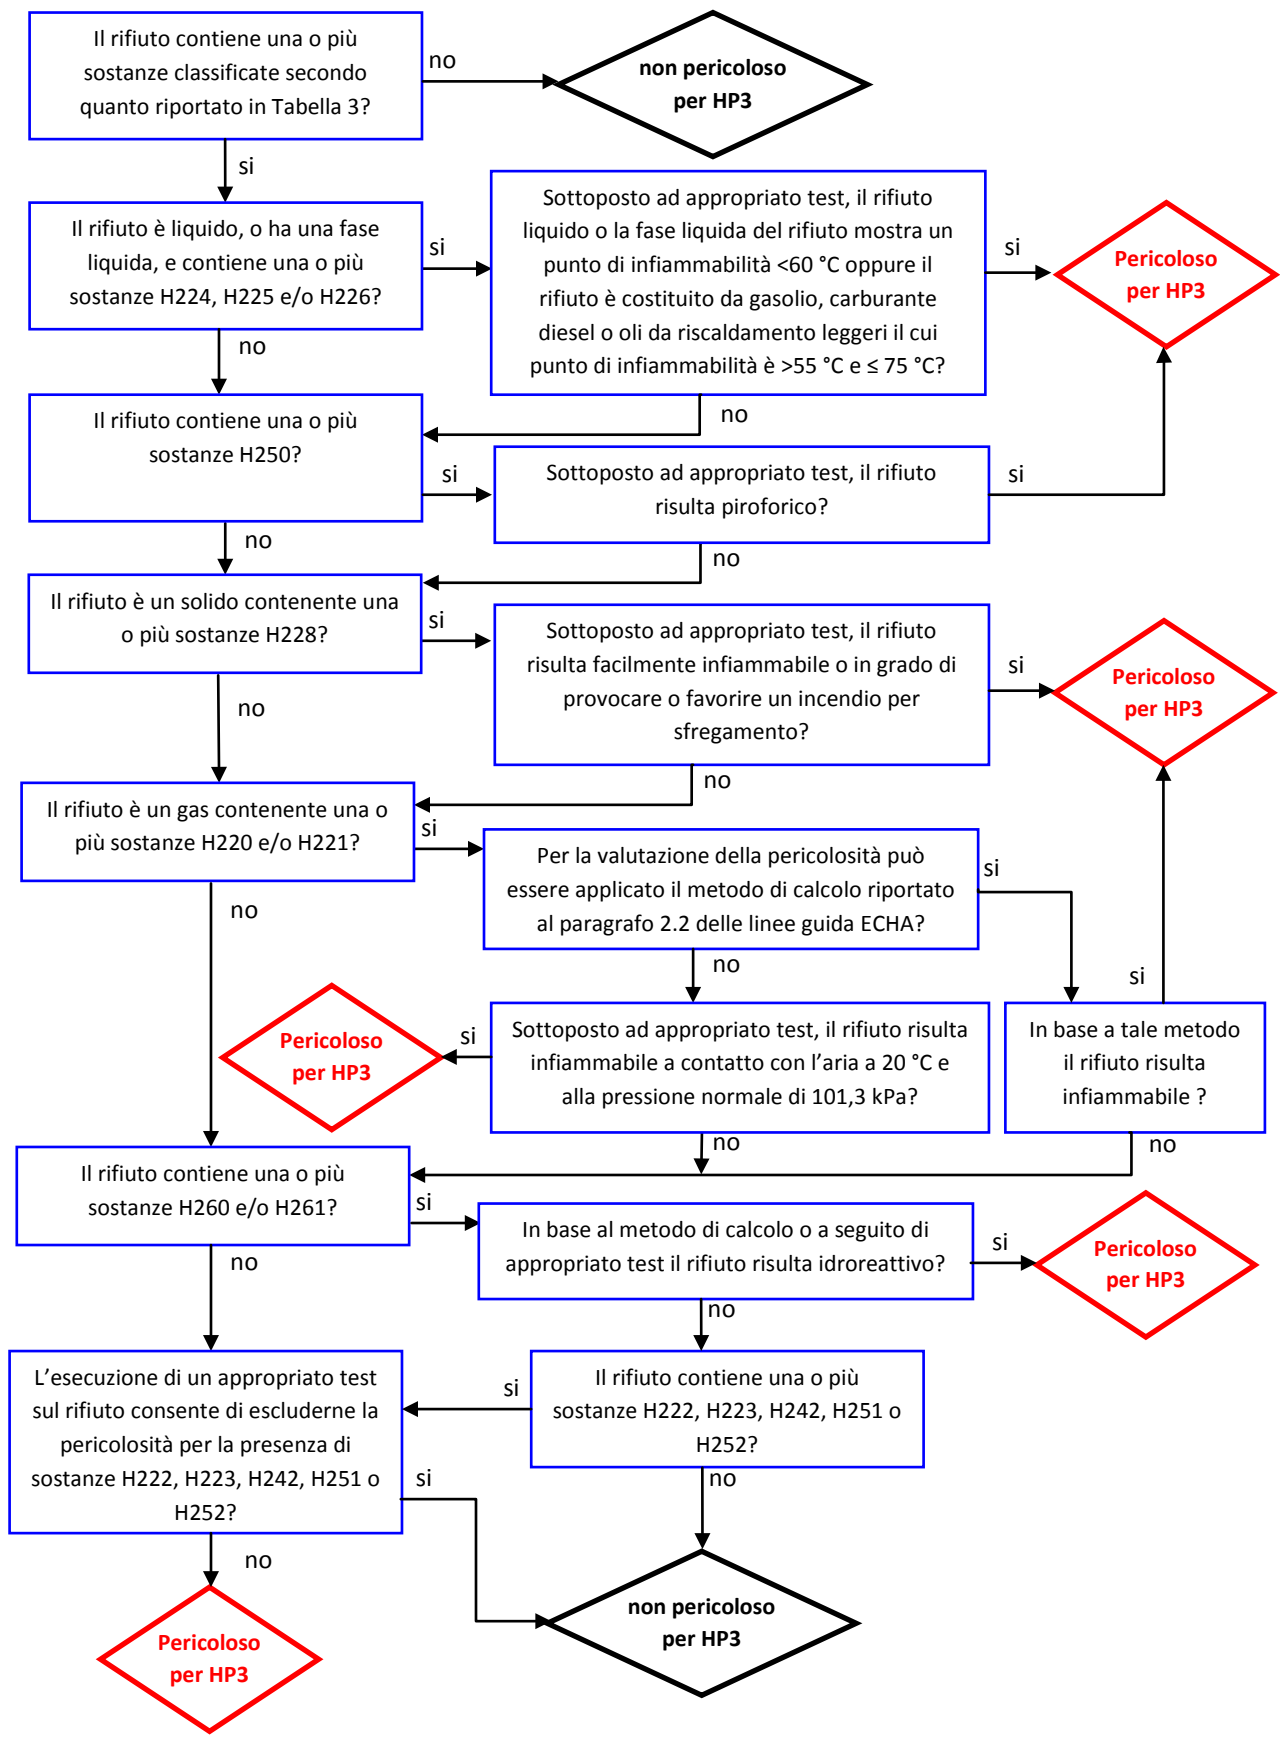 Il rifiuto contiene una o più
sostanze classificate secondo
quanto riportato in Tabella 3?
no
non pericoloso
per HP3
si
Il rifiuto è liquido, o ha una fase
liquida, e contiene una o più
sostanze H224, H225 e/o H226?
si
Sottoposto ad appropriato test, il rifiuto
liquido o la fase liquida del rifiuto mostra un
punto di infiammabilità <60 °C oppure il
rifiuto è costituito da gasolio, carburante
diesel o oli da riscaldamento leggeri il cui
punto di infiammabilità è >55 °C e ≤ 75 °C?
si
Pericoloso
per HP3
no
no
Il rifiuto contiene una o più
sostanze H250?
si
Sottoposto ad appropriato test, il rifiuto
risulta piroforico?
si
no
no
Il rifiuto è un solido contenente una
o più sostanze H228?
si
Sottoposto ad appropriato test, il rifiuto
risulta facilmente infiammabile o in grado di
provocare o favorire un incendio per
sfregamento?
si
Pericoloso
per HP3
no
no
Il rifiuto è un gas contenente una o
più sostanze H220 e/o H221?
si
Per la valutazione della pericolosità può
essere applicato il metodo di calcolo riportato
al paragrafo 2.2 delle linee guida ECHA?
si
no
no
si
Pericoloso
per HP3
si
Sottoposto ad appropriato test, il rifiuto risulta
infiammabile a contatto con l'aria a 20 °C e
alla pressione normale di 101,3 kPa?
In base a tale metodo
il rifiuto risulta
infiammabile ?
no
no
Il rifiuto contiene una o più
sostanze H260 e/o H261?
si
In base al metodo di calcolo o a seguito di
appropriato test il rifiuto risulta idroreattivo?
si
Pericoloso
per HP3
no
no
L'esecuzione di un appropriato test
sul rifiuto consente di escluderne la
pericolosità per la presenza di
sostanze H222, H223, H242, H251 o
H252?
si
Il rifiuto contiene una o più
sostanze H222, H223, H242, H251 o
H252?
si
no
no
non pericoloso
per HP3
Pericoloso
per HP3